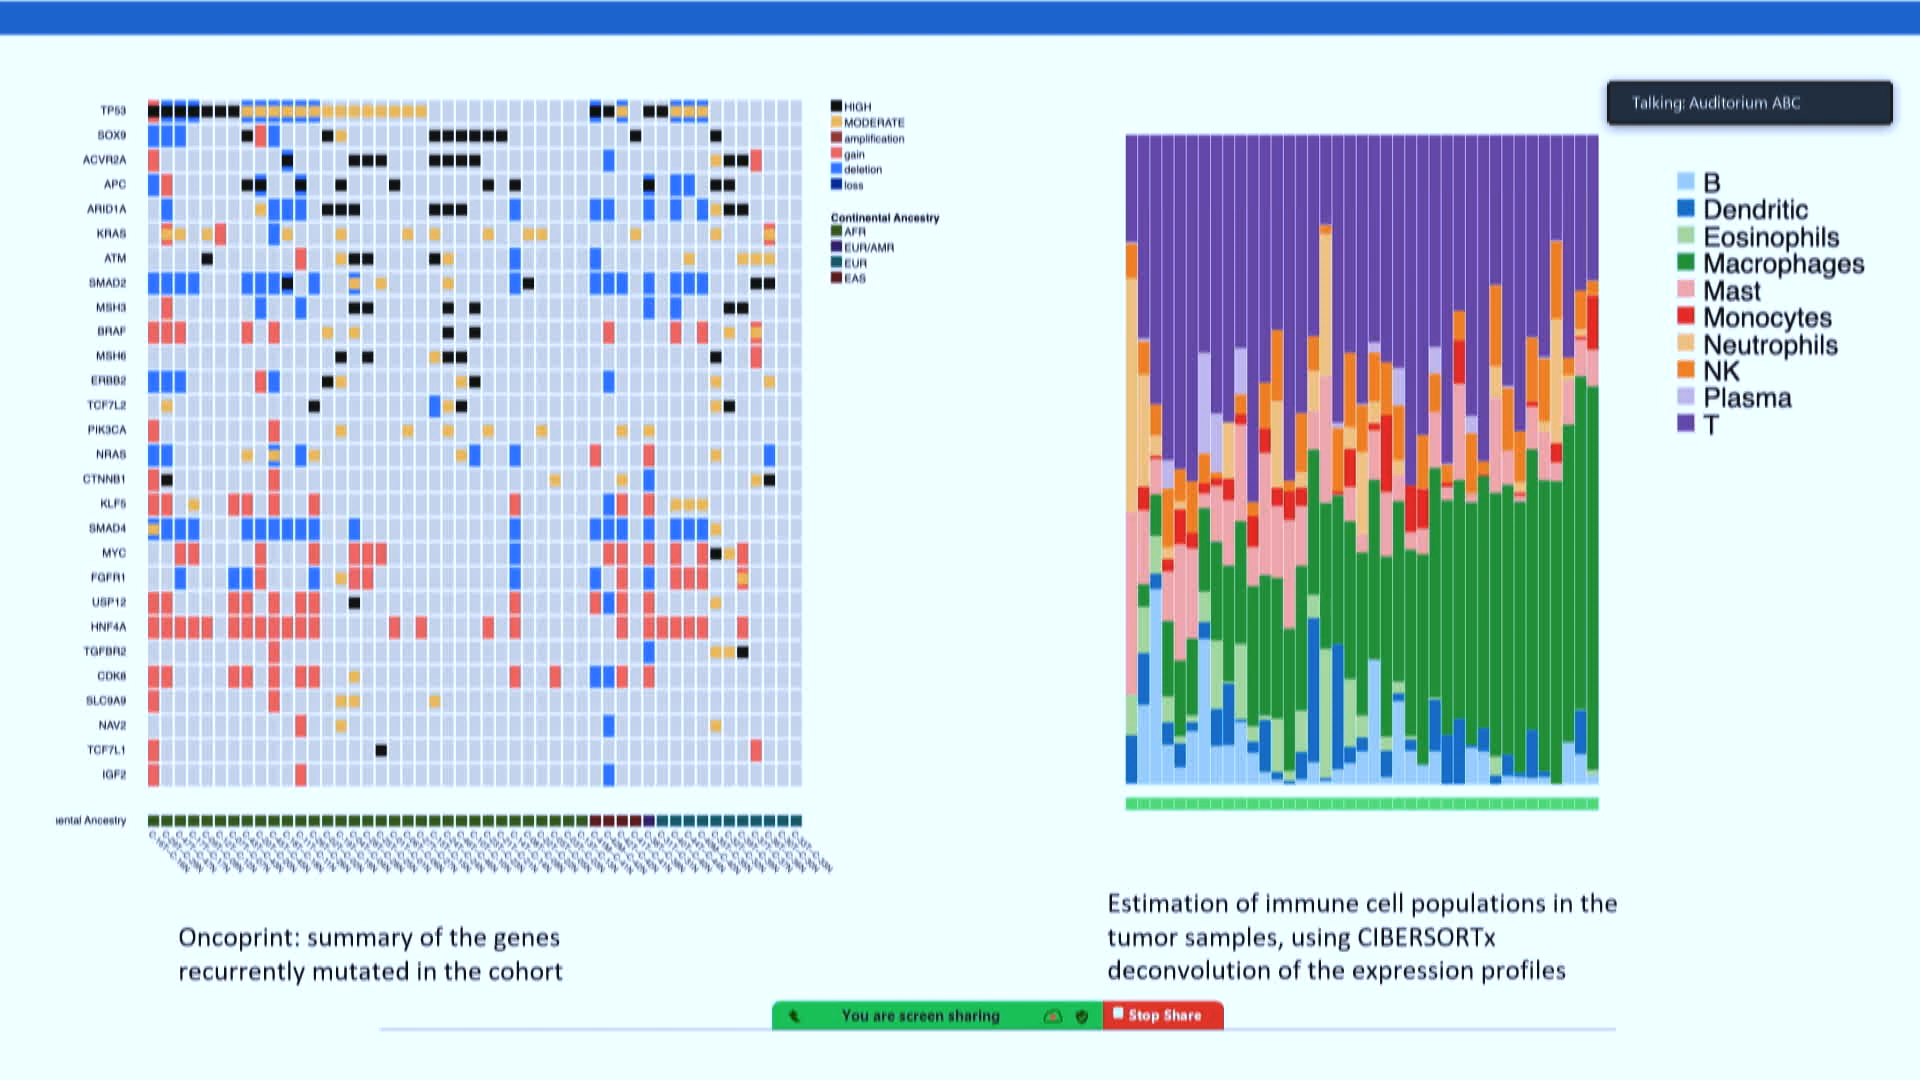 Talking: Auditorium ABC
TP53
SOX9
ACVR2A
APC
ARID1A
KRAS
ATM
SMAD2
MSH3
BRAF
MSH6
ERBB2
TCF7L2
PIK3CA
NRAS
CTNNB1
KLF5
SMAD4
MYC
FGFR1
USP12
HNF4A
TGFBR2
CDK8
SLC9A9
NAV2
TCF7L1
IGF2
iental Ancestry
HIGH
MODERATE
amplification
gain
deletion
loss
Continental Ancestry
AFR
EUR/AMR
EUR
EAS
B
Dendritic
Eosinophils
Macrophages
Mast
Monocytes
Neutrophils
NK
Plasma
T
Oncoprint: summary of the genes
recurrently mutated in the cohort
Estimation of immune cell populations in the
tumor samples, using CIBERSORTx
deconvolution of the expression profiles
You are screen sharing
Stop Share